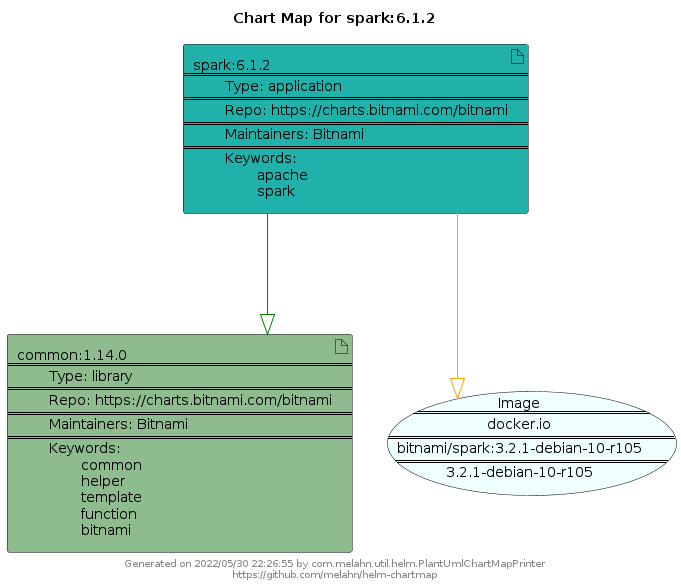 Chart Map for spark:6.1.2
spark:6.1.2
Type: application
Repo: https://charts.bitnami.com/bitnami
Maintainers: Bitnami
Keywords:
apache
spark
common:1.14.0
Type: library
Repo: https://charts.bitnami.com/bitnami
Maintainers: Bitnami
Keywords:
common
helper
template
function
bitnami
Image
docker.io
bitnami/spark:3.2.1-debian-10-r105
3.2.1-debian-10-r105
Generated on 2022/05/30 22:26:55 by com.melahn.util.helm.PlantUmlChartMapPrinter
https://github.com/melahn/helm-chartmap